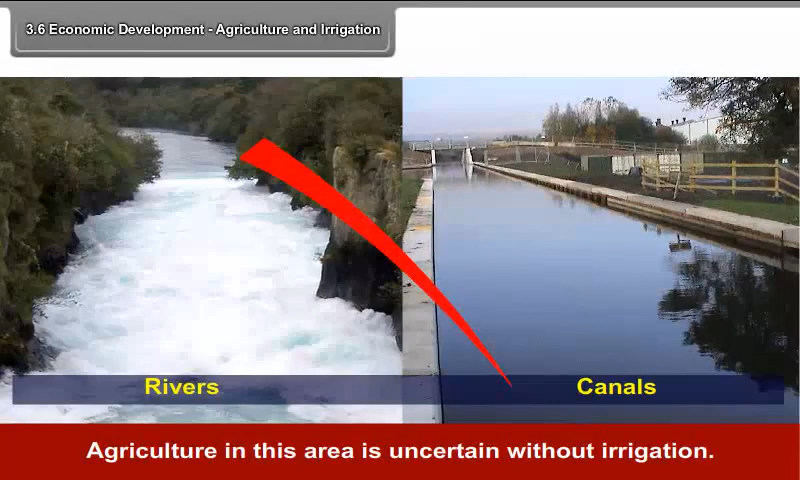 3.6 Economic Development - Agriculture and Irrigation
Rivers
Canals
Agriculture in this area is uncertain without irrigation.